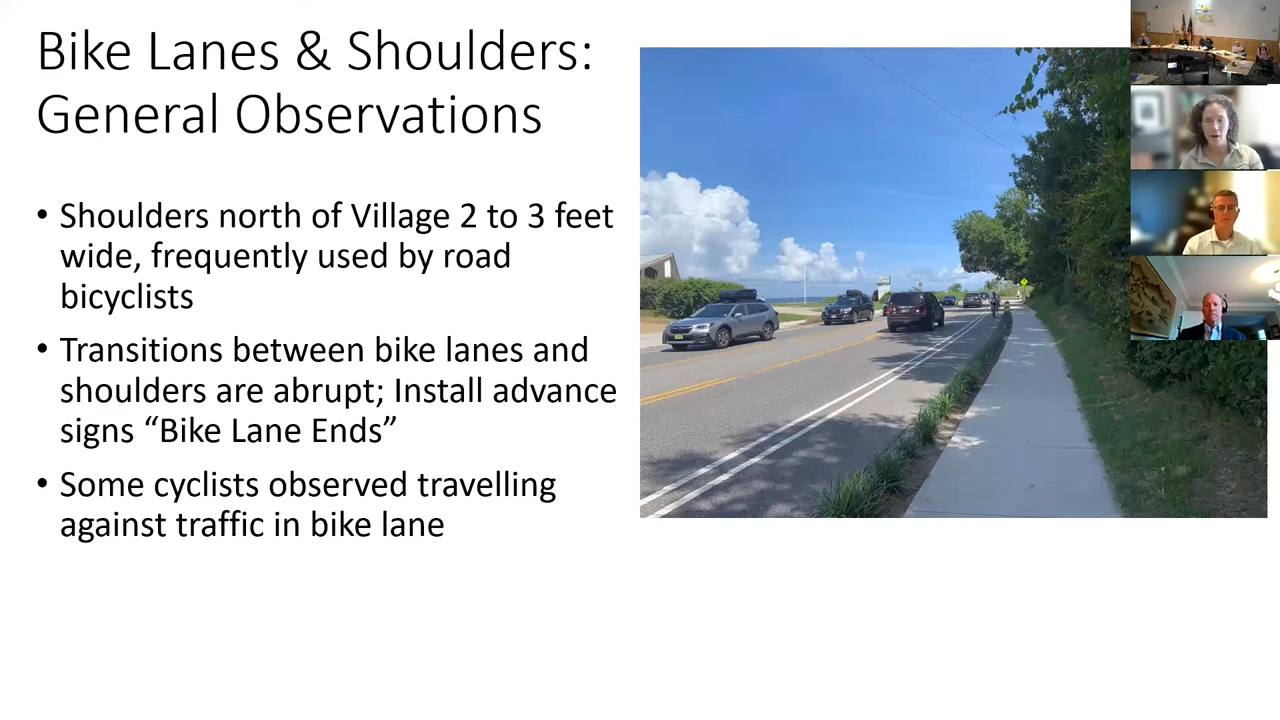 Bike Lanes & Shoulders:
General Observations
• Shoulders north of Village 2 to 3 feet
wide, frequently used by road
bicyclists
• Transitions between bike lanes and
shoulders are abrupt; Install advance
signs “Bike Lane Ends”
• Some cyclists observed travelling
against traffic in bike lane